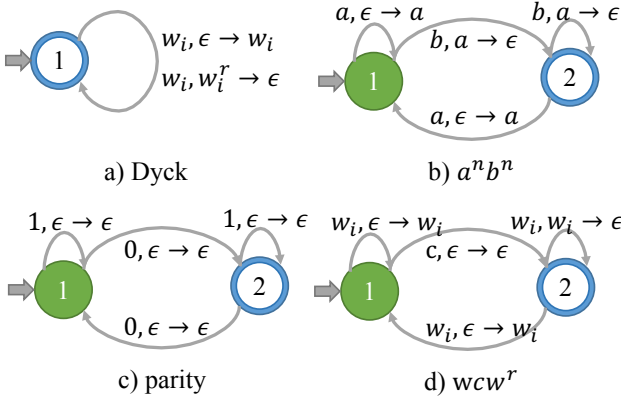 1
w_i, ϵ → w_i
w_i, w_i^r → ϵ
a) Dyck
a, ϵ → a
b, a → ϵ
b, a → ϵ
1
2
a, ϵ → a
b) a^n b^n
1, ϵ → ϵ
1, ϵ → ϵ
0, ϵ → ϵ
1
2
0, ϵ → ϵ
c) parity
w_i, ϵ → w_i
w_i, w_i → ϵ
c, ϵ → ϵ
1
2
w_i, ϵ → w_i
d) wcw^r